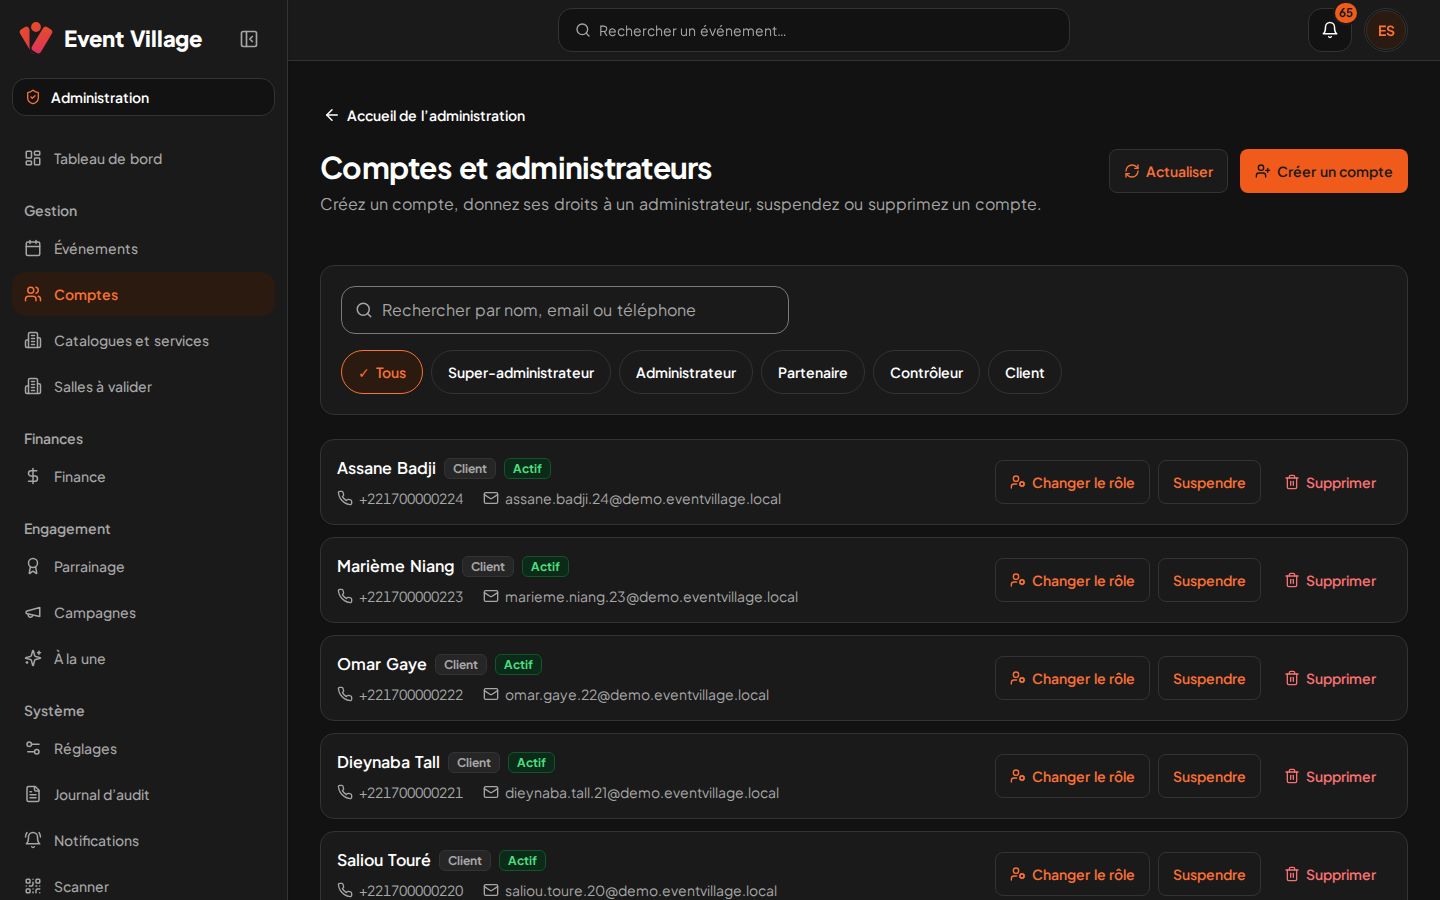 Event Village
Rechercher un événement...
65
ES
Administration
Tableau de bord
Gestion
Événements
Comptes
Catalogues et services
Salles à valider
Finances
Finance
Engagement
Parrainage
Campagnes
À la une
Système
Réglages
Journal d'audit
Notifications
Scanner
Accueil de l'administration
Comptes et administrateurs
Créez un compte, donnez ses droits à un administrateur, suspendez ou supprimez un compte.
Actualiser
Créer un compte
Rechercher par nom, email ou téléphone
✓ Tous Super-administrateur Administrateur Partenaire Contrôleur Client
Assane Badji Client Actif
+221700000224 assane.badji.24@demo.eventvillage.local
Changer le rôle Suspendre Supprimer
Marième Niang Client Actif
+221700000223 marieme.niang.23@demo.eventvillage.local
Changer le rôle Suspendre Supprimer
Omar Gaye Client Actif
+221700000222 omar.gaye.22@demo.eventvillage.local
Changer le rôle Suspendre Supprimer
Dieynaba Tall Client Actif
+221700000221 dieynaba.tall.21@demo.eventvillage.local
Changer le rôle Suspendre Supprimer
Saliou Touré Client Actif
+221700000220 saliou.toure.20@demo.eventvillage.local
Changer le rôle Suspendre Supprimer